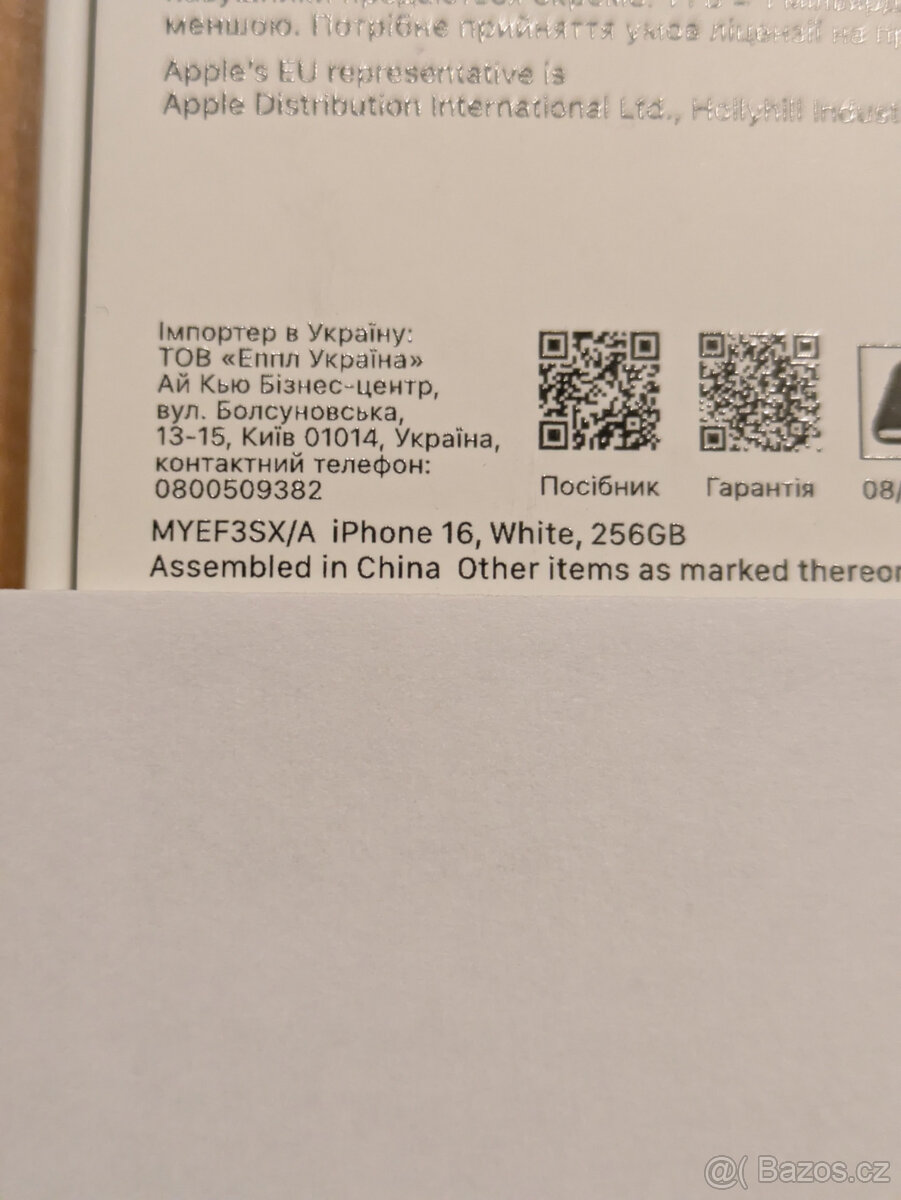 меншою. Потрібне прийняття умов ліцензії на
Apple's EU representative is
Apple Distribution International Ltd., Hollyhill
Імпортер в Україну:
ТОВ «Еппл Україна»
Ай Кью Бізнес-центр,
вул. Болсуновська,
13-15, Київ 01014, Україна,
контактний телефон:
0800509382
Посібник
Гарантія
08/
MYEF3SX/A iPhone 16, White, 256GB
Assembled in China Other items as marked thereon
@( Bazos.cz